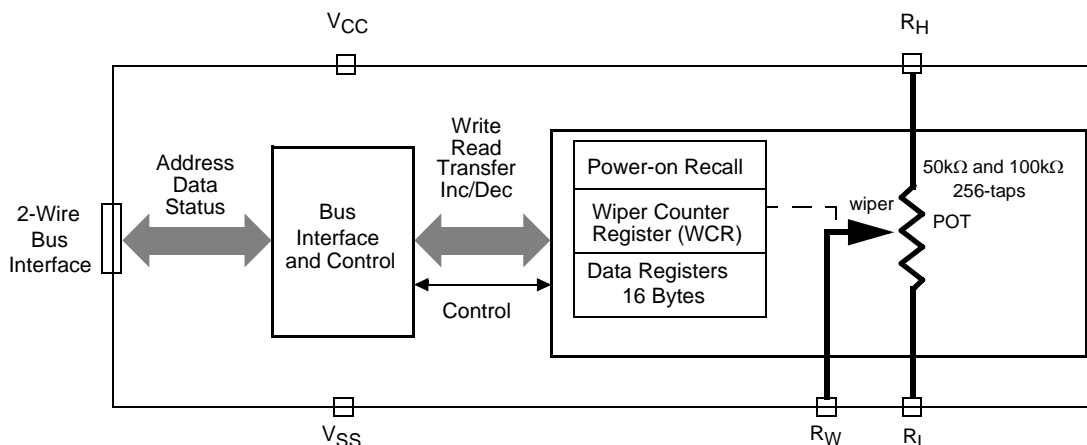 VCC
RH
Write
Read
Transfer
Inc/Dec
Address
Data
Status
Power-on Recall
50kΩ and 100kΩ
256-taps
2-Wire
Bus
Interface
Bus
Interface
and Control
Wiper Counter
Register (WCR)
wiper
POT
Data Registers
16 Bytes
Control
VSS
RW
RL